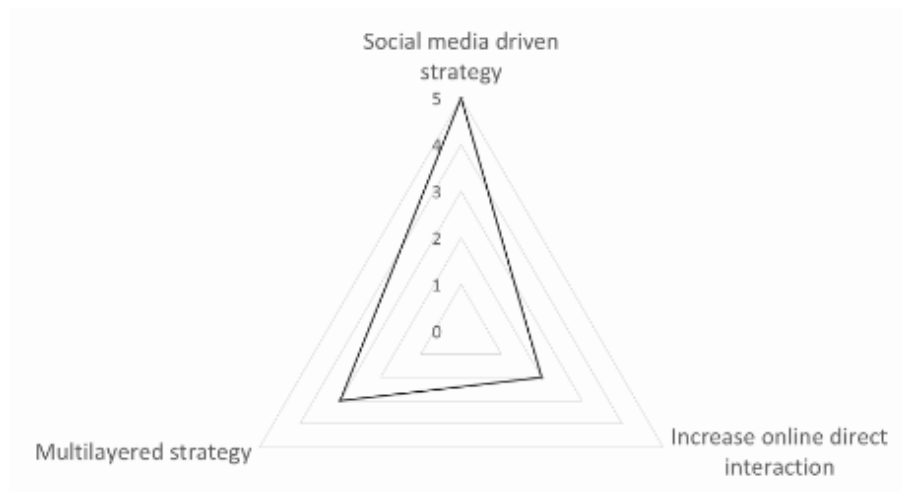 Social media driven
strategy
5
4
3
2
1
0
Multilayered strategy
Increase online direct
interaction